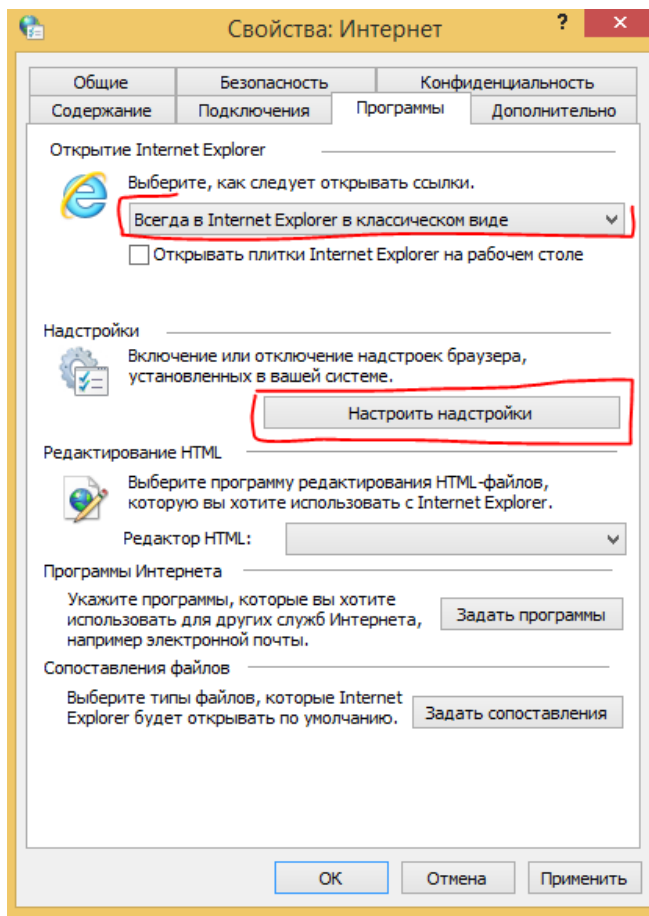 Свойства: Интернет
?
Общие
Безопасность
Конфиденциальность
Содержание
Подключения
Программы
Дополнительно
Открытие Internet Explorer
Выберите, как следует открывать ссылки.
Всегда в Internet Explorer в классическом виде
Открывать плитки Internet Explorer на рабочем столе
Надстройки
Включение или отключение надстроек браузера,
установленных в вашей системе.
Настроить надстройки
Редактирование HTML
Выберите программу редактирования HTML-файлов,
которую вы хотите использовать с Internet Explorer.
Редактор HTML:
Программы Интернета
Укажите программы, которые вы хотите
использовать для других служб Интернета,
например электронной почты.
Задать программы
Сопоставления файлов
Выберите типы файлов, которые Internet
Explorer будет открывать по умолчанию.
Задать сопоставления
ОК
Отмена
Применить